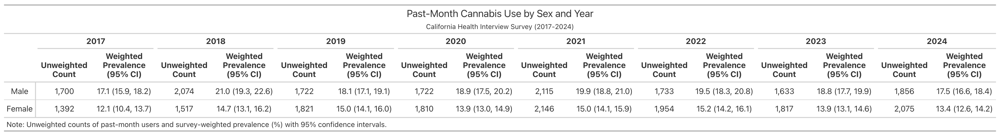 Past-Month Cannabis Use by Sex and Year
California Health Interview Survey (2017-2024)
2017 2018 2019 2020 2021 2022 2023 2024
Unweighted Count Weighted Prevalence (95% CI) Unweighted Count Weighted Prevalence (95% CI) Unweighted Count Weighted Prevalence (95% CI) Unweighted Count Weighted Prevalence (95% CI) Unweighted Count Weighted Prevalence (95% CI) Unweighted Count Weighted Prevalence (95% CI) Unweighted Count Weighted Prevalence (95% CI) Unweighted Count Weighted Prevalence (95% CI)
Male 1,700 17.1 (15.9, 18.2) 2,074 21.0 (19.3, 22.6) 1,722 18.1 (17.1, 19.1) 1,722 18.9 (17.5, 20.2) 2,115 19.9 (18.8, 21.0) 1,733 19.5 (18.3, 20.8) 1,633 18.8 (17.7, 19.9) 1,856 17.5 (16.6, 18.4)
Female 1,392 12.1 (10.4, 13.7) 1,517 14.7 (13.1, 16.2) 1,821 15.0 (14.1, 16.0) 1,810 13.9 (13.0, 14.9) 2,146 15.0 (14.1, 15.9) 1,954 15.2 (14.2, 16.1) 1,817 13.9 (13.1, 14.6) 2,075 13.4 (12.6, 14.2)
Note: Unweighted counts of past-month users and survey-weighted prevalence (%) with 95% confidence intervals.